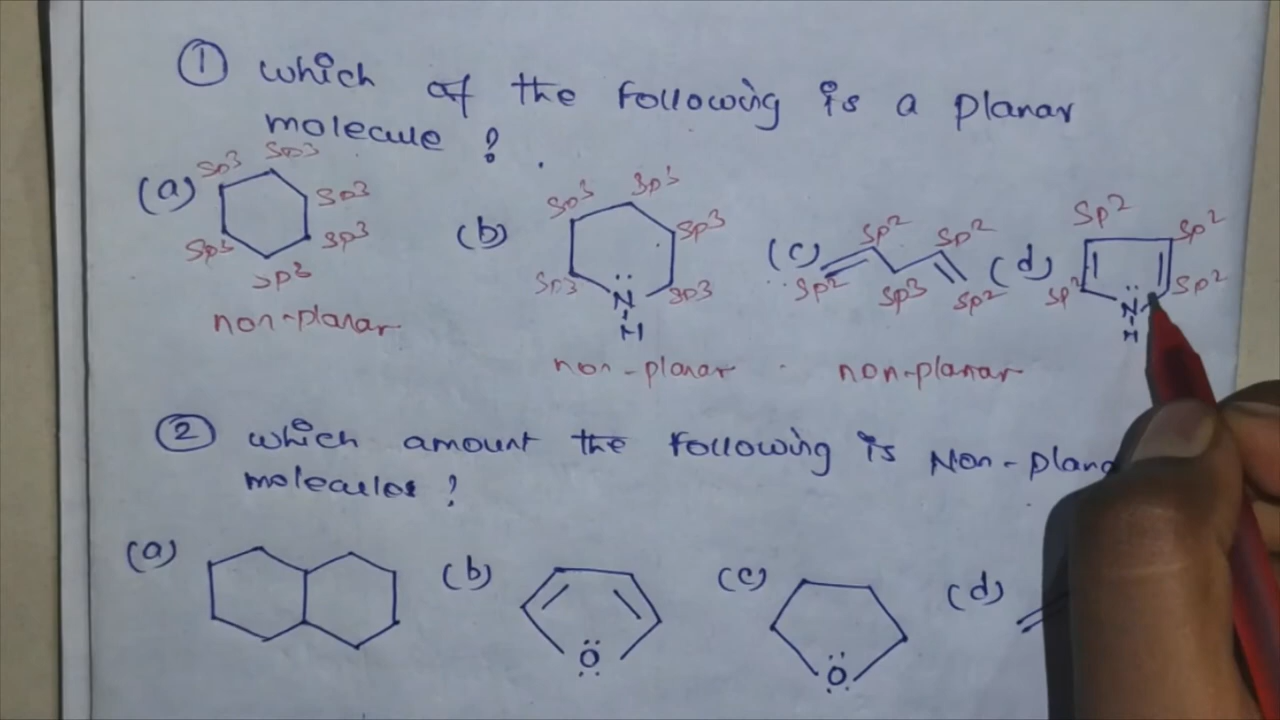 ① which of the following is a planar
molecule ?
(a) sp3 sp3 sp3 sp3 sp3 sp3
non-planar
(b) sp3 sp3 sp3 sp3 sp3 N H
non-planar
(c) sp2 sp2 sp3 sp2 sp2
non-planar
(d) sp2 sp2 sp2 sp2 N H
② which amount the following is Non-plana
molecules ?
(a)
(b) O
(c) O
(d)